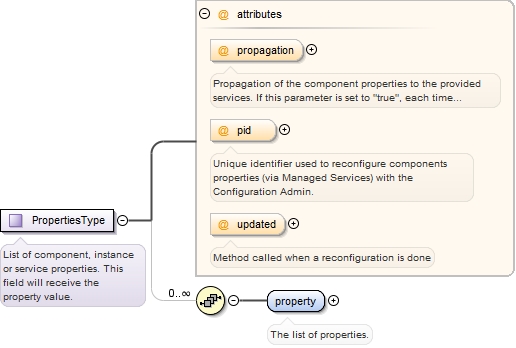 @ attributes
@ propagation
Propagation of the component properties to the provided
services. If this parameter is set to "true", each time...
@ pid
Unique identifier used to reconfigure components
properties (via Managed Services) with the
Configuration Admin.
PropertiesType
@ updated
List of component, instance
or service properties. This
field will receive the
property value.
Method called when a reconfiguration is done
0..∞
property
The list of properties.